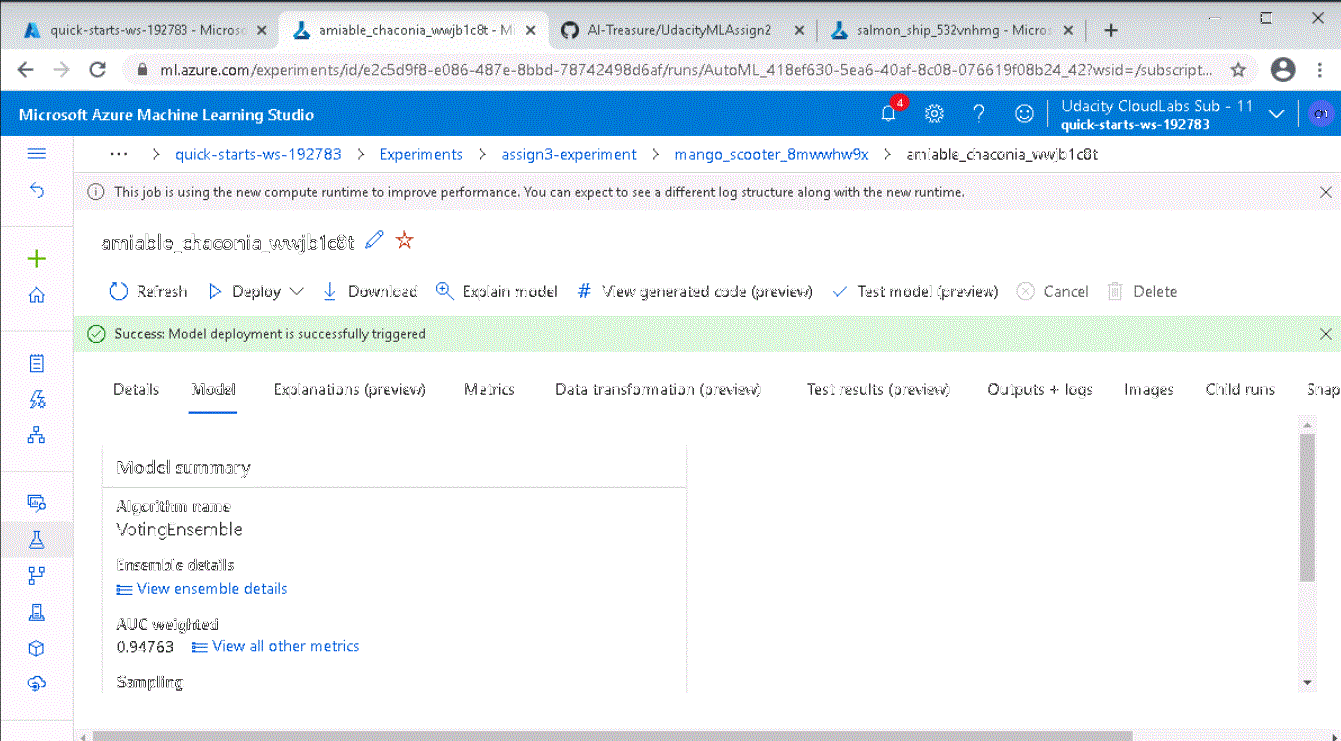 quick-starts-ws-192783 - Microso
amiable_chaconia_wwjb1c8t - Mi
AI-Treasure/UdacityMLAssign2
salmon_ship_532vnhmg - Micros
ml.azure.com/experiments/id/e2c5d9f8-e086-487e-8bbd-78742498d6af/runs/AutoML_418ef630-5ea6-40af-8c08-076619f08b24_42?wsid=/subscript...
Microsoft Azure Machine Learning Studio
4
Udacity CloudLabs Sub - 11
quick-starts-ws-192783
... > quick-starts-ws-192783 > Experiments > assign3-experiment > mango_scooter_8mwwhw9x > amiable_chaconia_wwjb1c8t
This job is using the new compute runtime to improve performance. You can expect to see a different log structure along with the new runtime.
amiable_chaconia_wwjb1c8t
Refresh Deploy Download Explain model View generated code (preview) Test model (preview) Cancel Delete
Success: Model deployment is successfully triggered
Details Model Explanations (preview) Metrics Data transformation (preview) Test results (preview) Outputs + logs Images Child runs Snap
Model summary
Algorithm name
VotingEnsemble
Ensemble details
View ensemble details
AUC weighted
0.94763 View all other metrics
Sampling